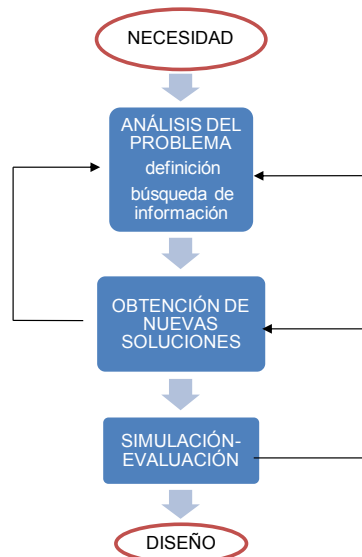 NECESIDAD
ANÁLISIS DEL
PROBLEMA
definición
búsqueda de
información
OBTENCIÓN DE
NUEVAS
SOLUCIONES
SIMULACIÓN-
EVALUACIÓN
DISEÑO